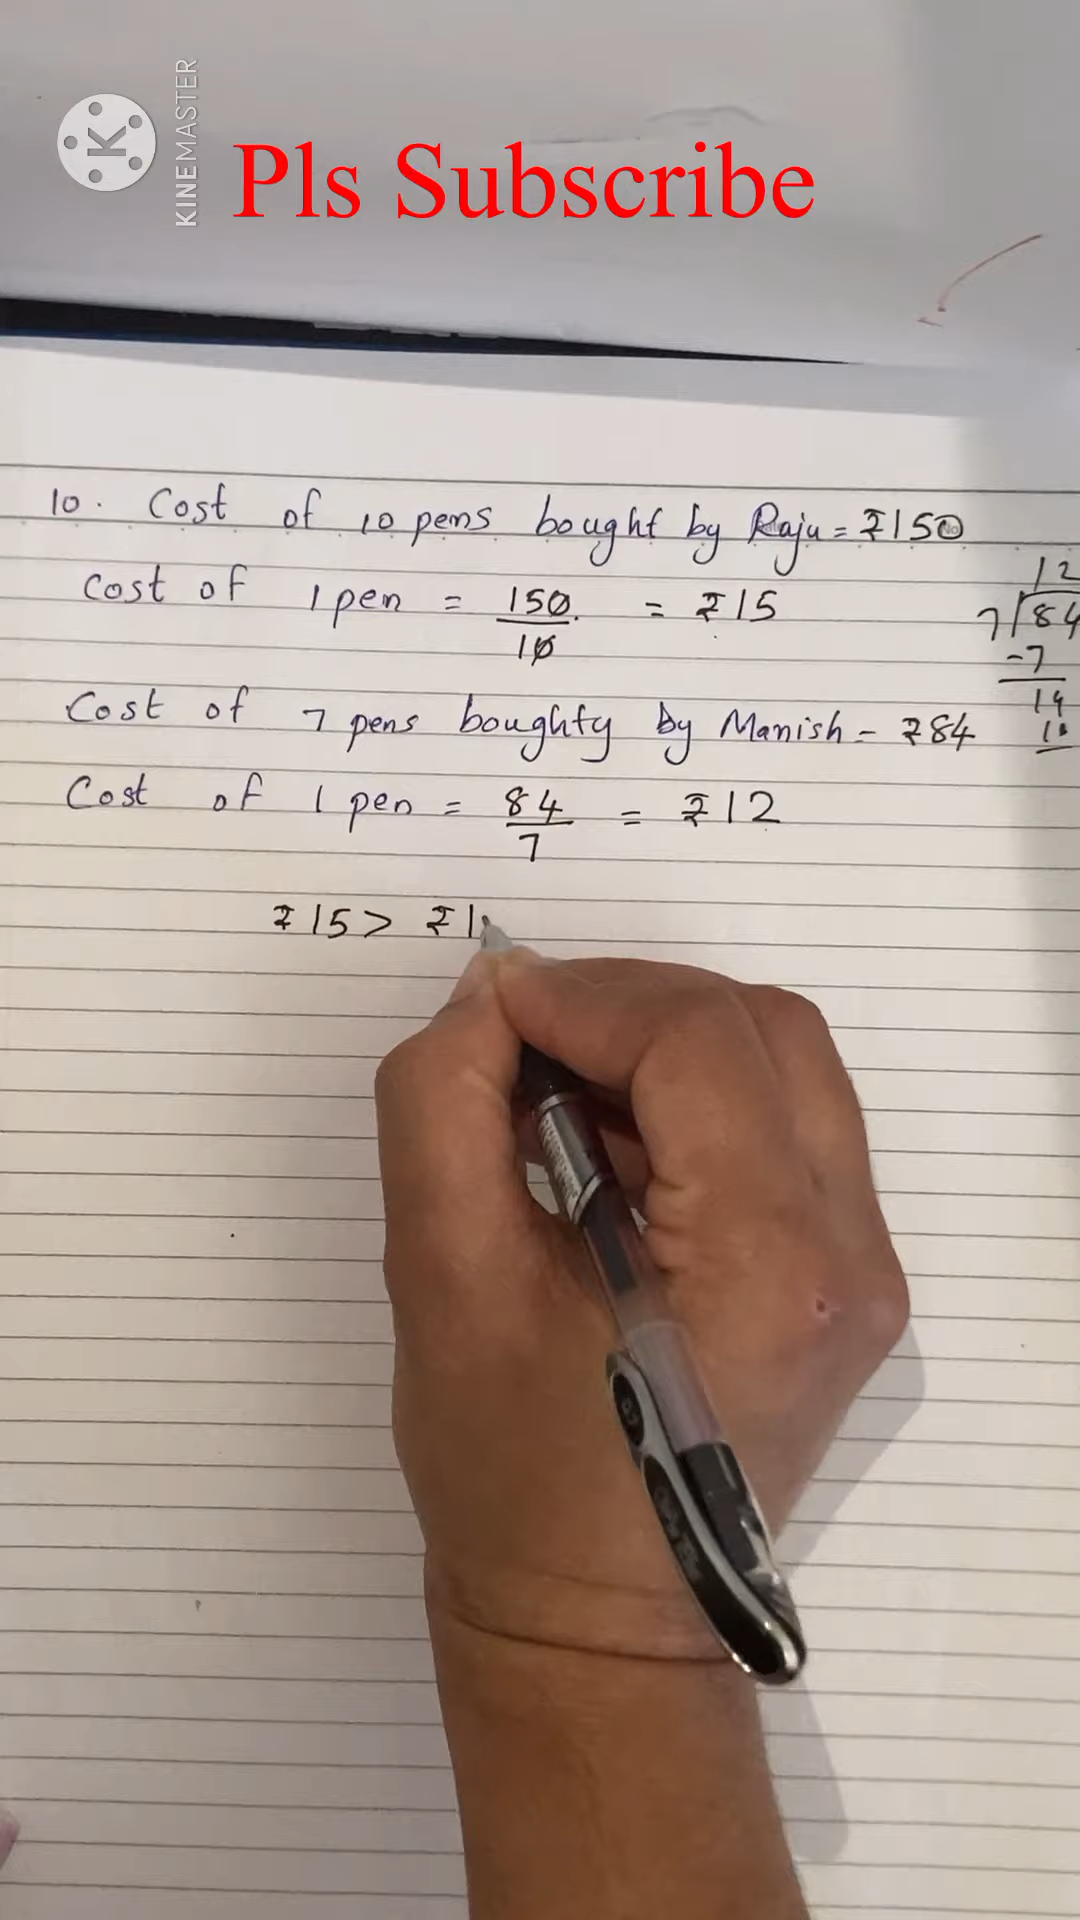 KINEMASTER
Pls Subscribe
10. Cost of 10 pens bought by Raju = ₹150
Cost of 1 pen = 150/10 = ₹15
Cost of 7 pens boughty by Manish - ₹84
Cost of 1 pen = 84/7 = ₹12
₹15 > ₹1
12
7 84
-7
14